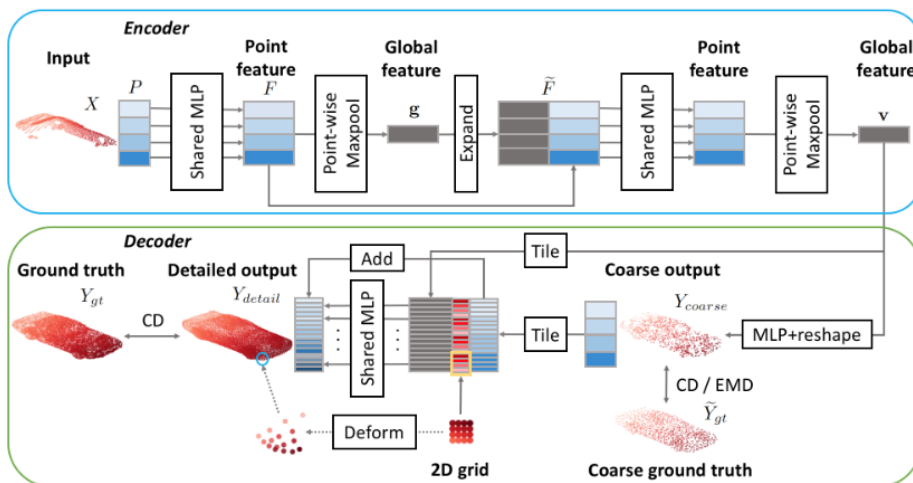 Encoder
Input
Point
feature
Global
feature
Point
feature
Global
feature
X
P
F
g
F̃
v
Shared MLP
Point-wise
Maxpool
Expand
Shared MLP
Point-wise
Maxpool
Decoder
Ground truth
Detailed output
Add
Tile
Coarse output
Y_gt
Y_detail
Y_coarse
CD
Shared MLP
Tile
MLP+reshape
CD / EMD
Ỹ_gt
Deform
2D grid
Coarse ground truth